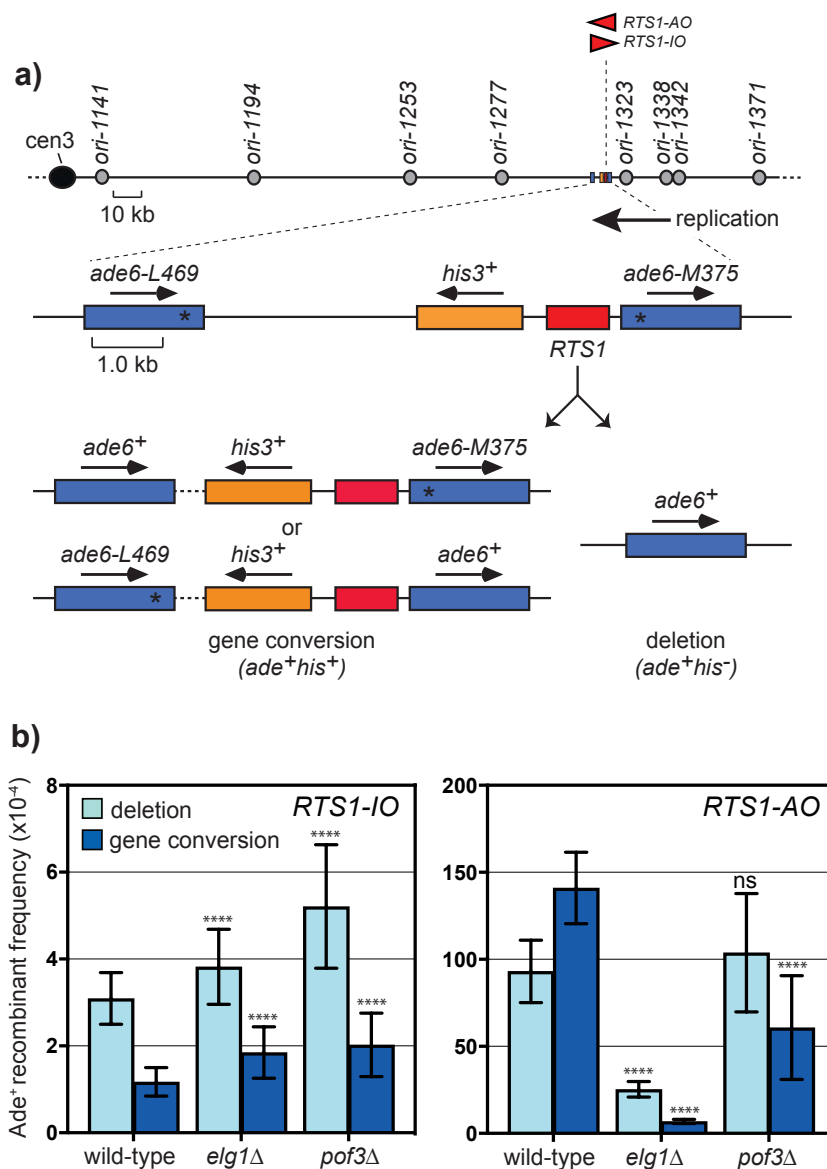 RTS1-AO
RTS1-IO
a)
cen3
ori-1141
ori-1194
ori-1253
ori-1277
ori-1323
ori-1338
ori-1342
ori-1371
10 kb
replication
ade6-L469
his3+
ade6-M375
*
*
1.0 kb
RTS1
ade6+
his3+
ade6-M375
*
or
ade6+
ade6-L469
his3+
ade6+
*
gene conversion
(ade+his+)
deletion
(ade+his-)
b)
Ade+ recombinant frequency (x10-4)
8
6
4
2
0
deletion
gene conversion
RTS1-IO
****
****
****
****
wild-type
elg1Δ
pof3Δ
200
150
100
50
0
RTS1-AO
ns
****
****
****
wild-type
elg1Δ
pof3Δ